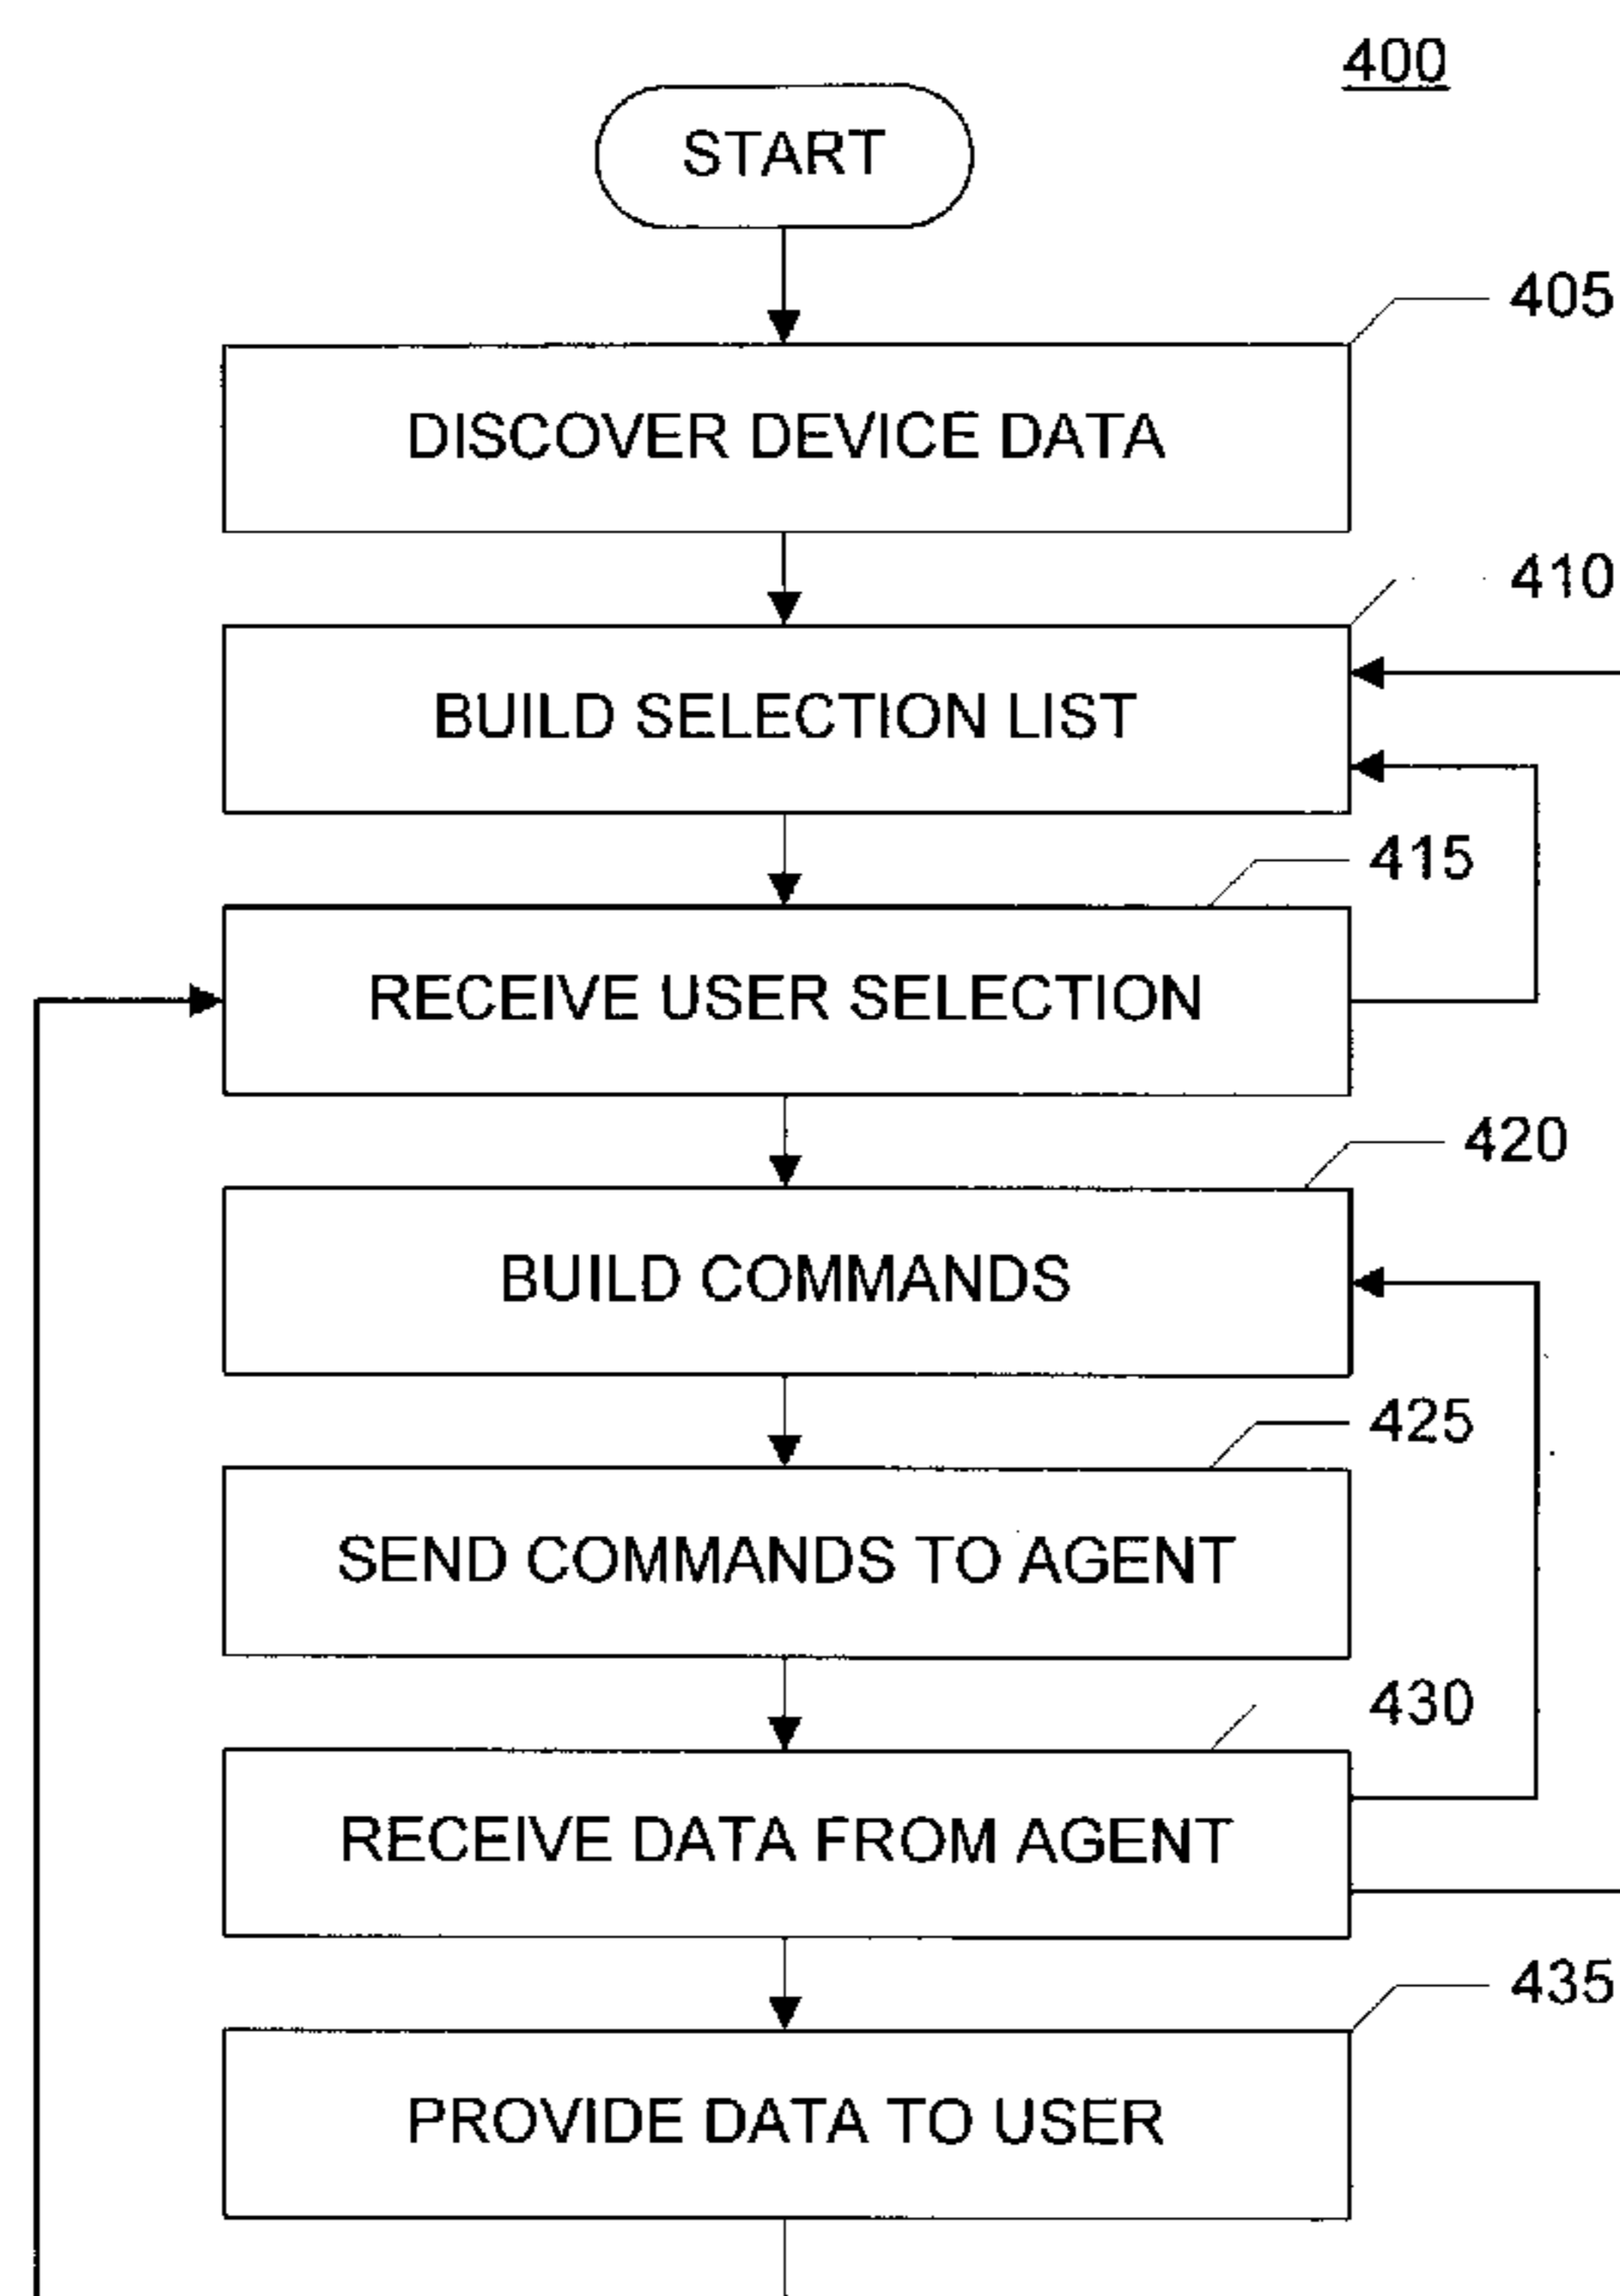 400
START
405
DISCOVER DEVICE DATA
410
BUILD SELECTION LIST
415
RECEIVE USER SELECTION
420
BUILD COMMANDS
425
SEND COMMANDS TO AGENT
430
RECEIVE DATA FROM AGENT
435
PROVIDE DATA TO USER